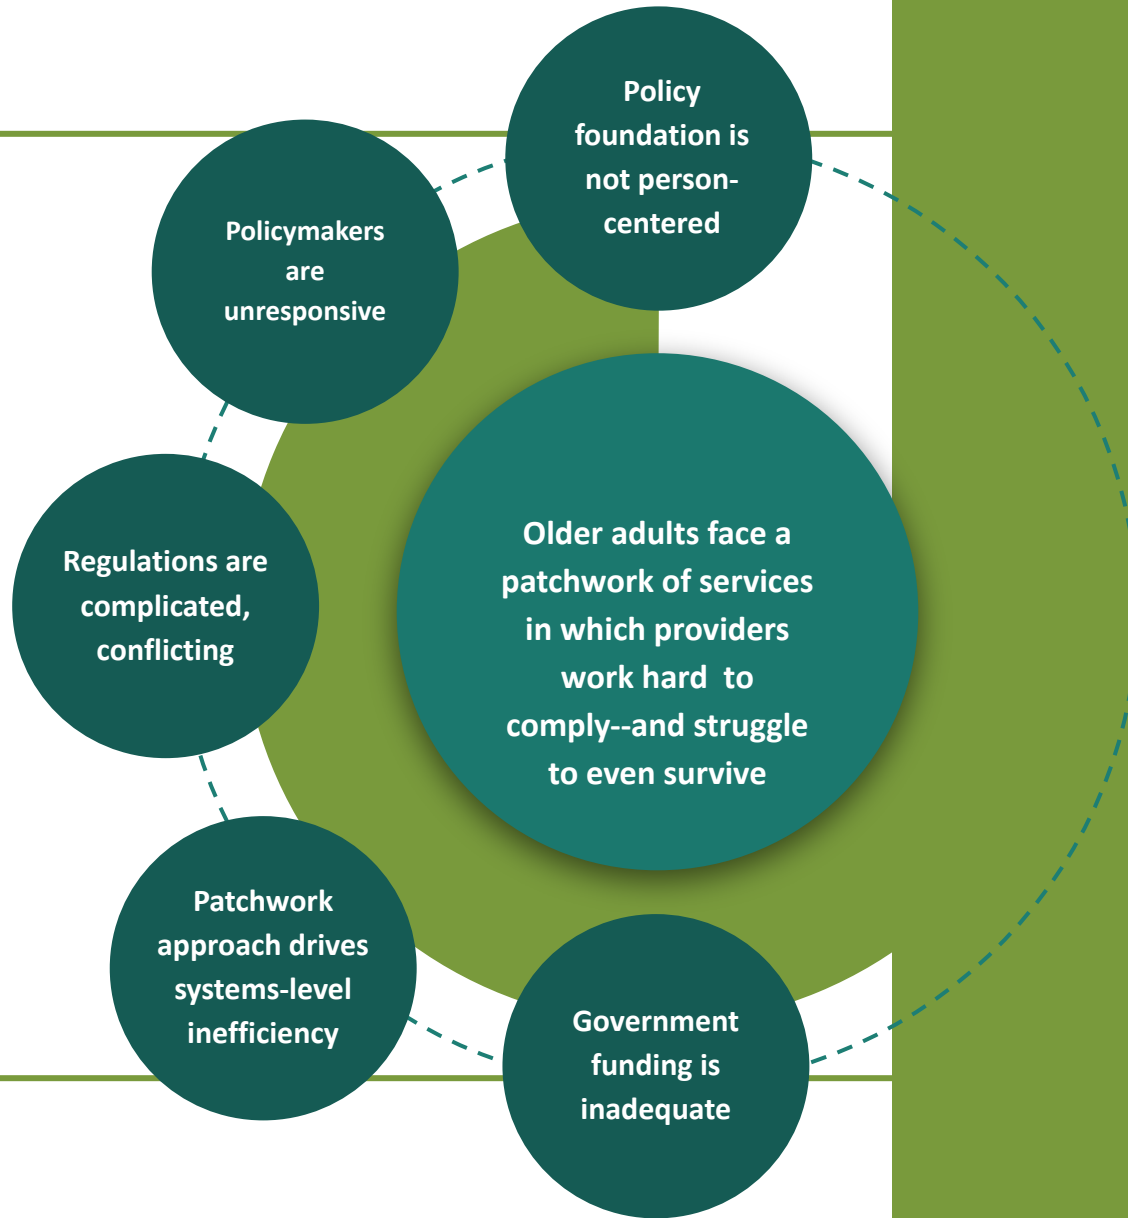 Policy
foundation is
not person-
centered
Policymakers
are
unresponsive
Regulations are
complicated,
conflicting
Older adults face a
patchwork of services
in which providers
work hard  to
comply--and struggle
to even survive
Patchwork
approach drives
systems-level
inefficiency
Government
funding is
inadequate